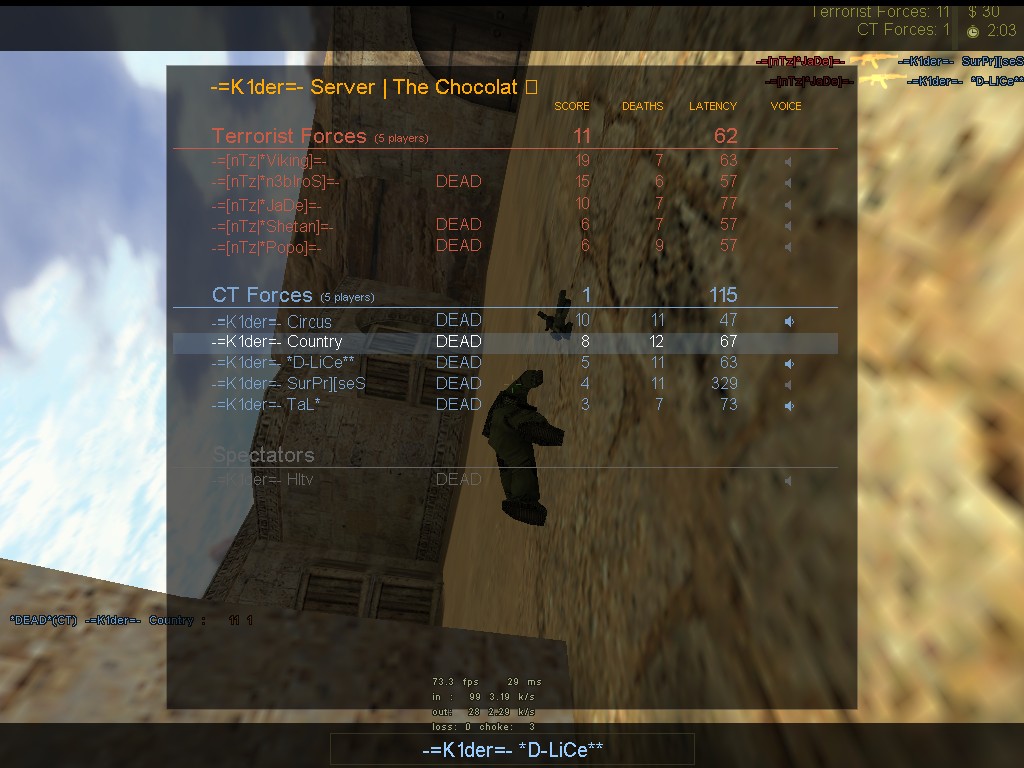 Terrorist Forces: 11 $ 30
CT Forces: 1 2:03
-=[nTz|*JaDe]=- -=K1der=- SurPr][seS
-=[nTz|*JaDe]=- -=K1der=- *D-LiCe**
-=K1der=- Server | The Chocolat
SCORE DEATHS LATENCY VOICE
Terrorist Forces (5 players) 11 62
-=[nTz|*Viking]=- 19 7 63
-=[nTz|*n3bIroS]=- DEAD 15 6 57
-=[nTz|*JaDe]=- 10 7 77
-=[nTz|*Shetan]=- DEAD 6 7 57
-=[nTz|*Popo]=- DEAD 6 9 57
CT Forces (5 players) 1 115
-=K1der=- Circus DEAD 10 11 47
-=K1der=- Country DEAD 8 12 67
-=K1der=- *D-LiCe** DEAD 5 11 63
-=K1der=- SurPr][seS DEAD 4 11 329
-=K1der=- TaL* DEAD 3 7 73
Spectators
-=K1der=- Hltv DEAD
*DEAD*(CT) -=K1der=- Country : 11 1
73.3 fps 29 ms
in : 99 3.19 k/s
out: 28 2.29 k/s
loss: 0 choke: 3
-=K1der=- *D-LiCe**